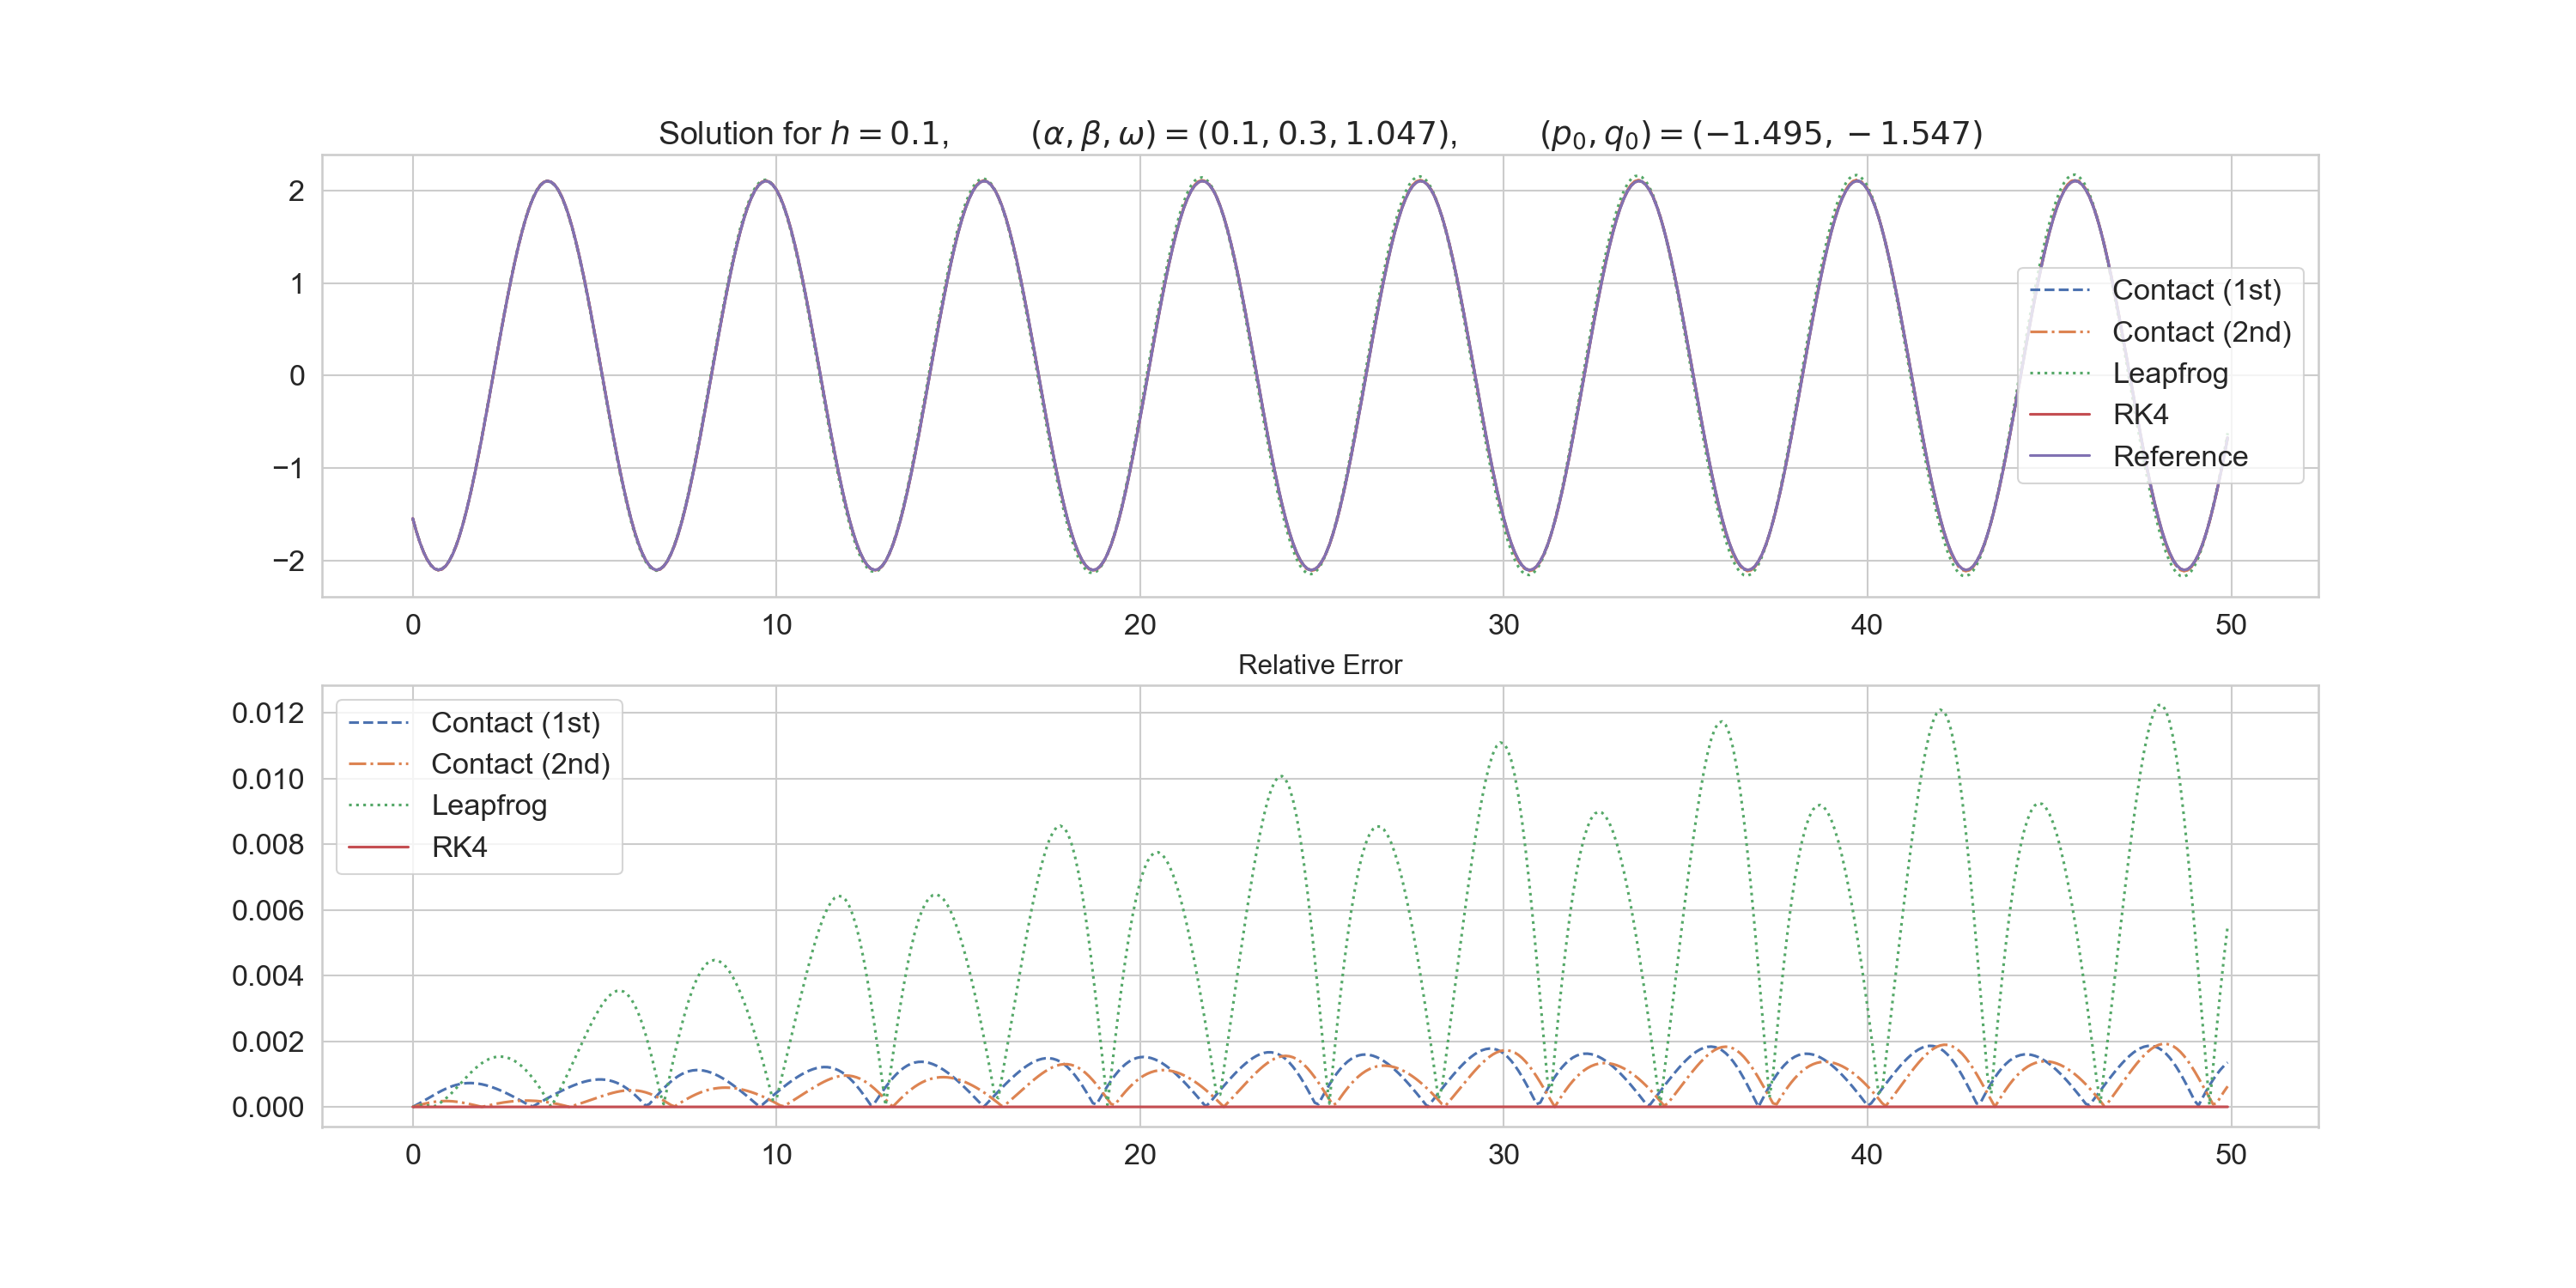 Solution for h = 0.1, (α, β, ω) = (0.1, 0.3, 1.047), (p₀, q₀) = (−1.495, −1.547)
2
1
0
−1
−2
Contact (1st)
Contact (2nd)
Leapfrog
RK4
Reference
0 10 20 30 40 50
Relative Error
0.012
0.010
0.008
0.006
0.004
0.002
0.000
Contact (1st)
Contact (2nd)
Leapfrog
RK4
0 10 20 30 40 50